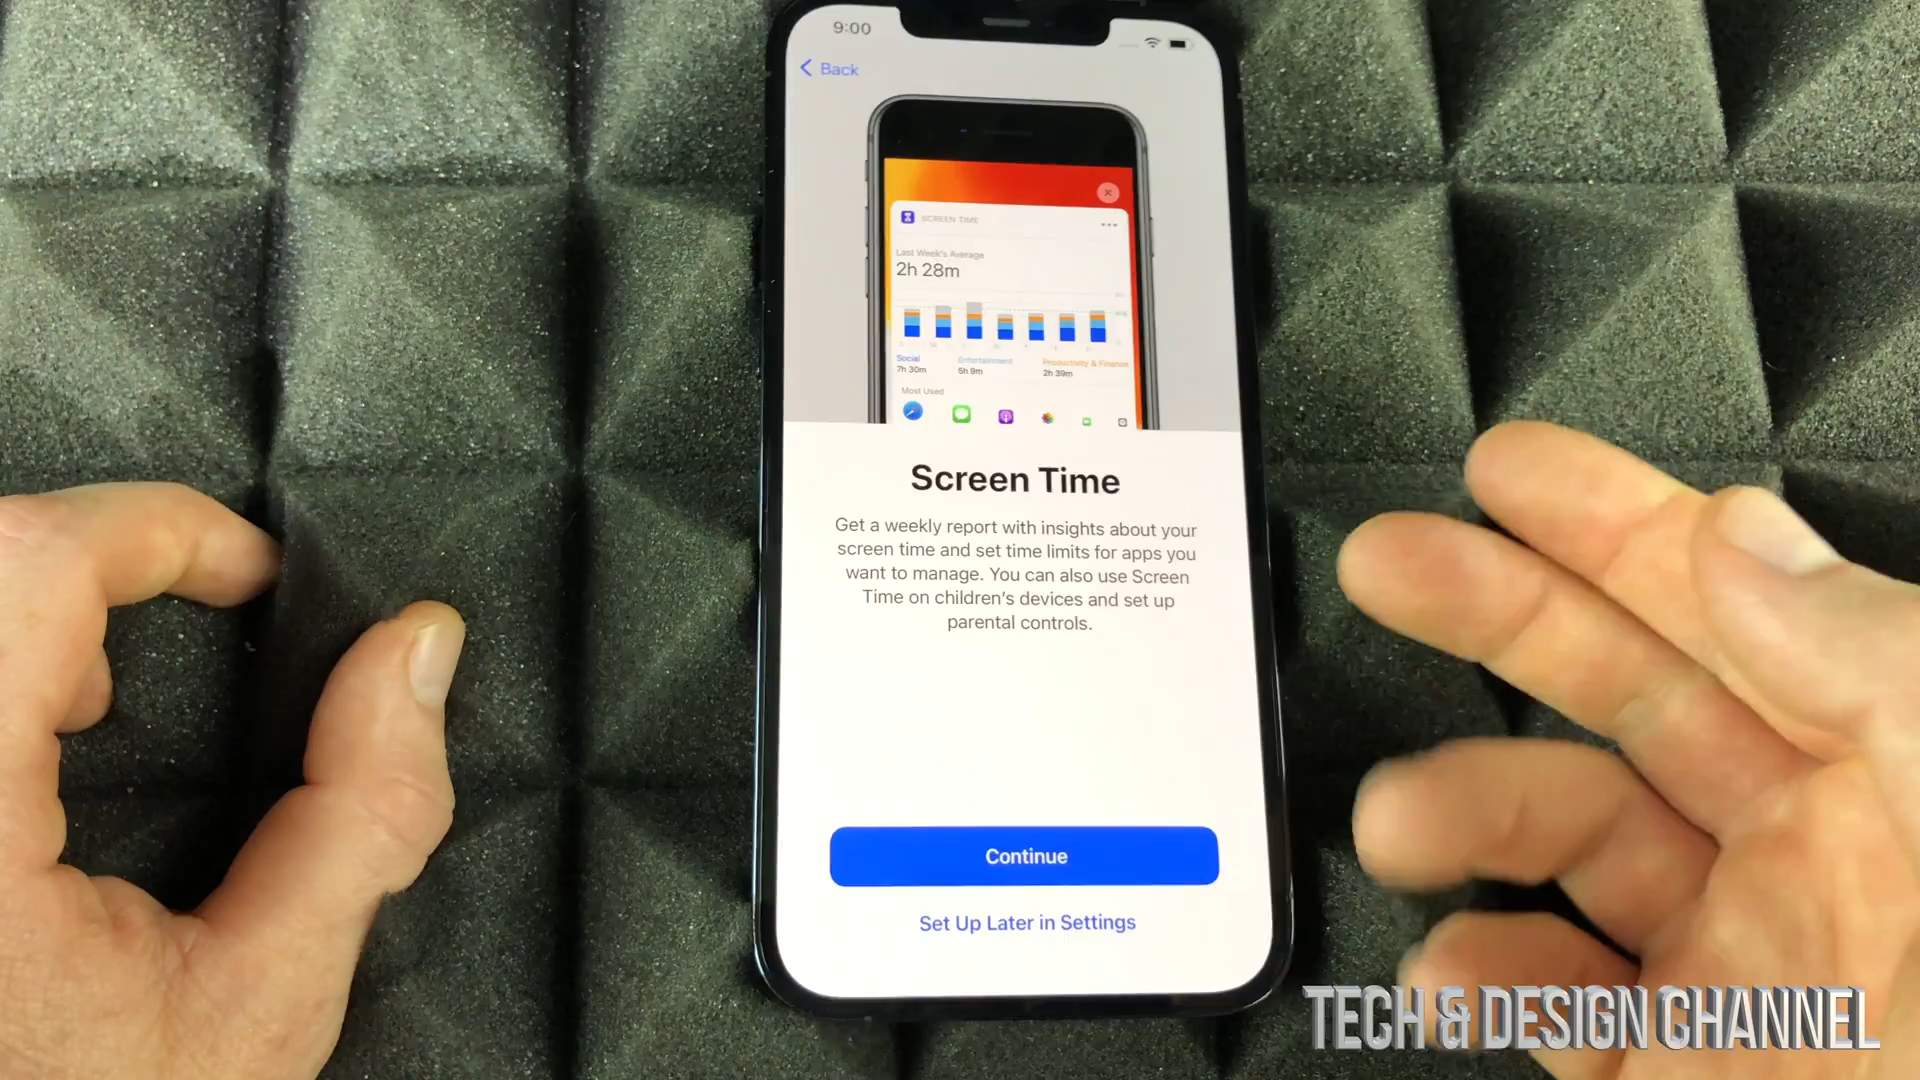 9:00
Back
SCREEN TIME
Last Week's Average
2h 28m
Social
Entertainment
Productivity & Finance
7h 30m
5h 9m
2h 39m
Most Used
Screen Time
Get a weekly report with insights about your
screen time and set time limits for apps you
want to manage. You can also use Screen
Time on children's devices and set up
parental controls.
Continue
Set Up Later in Settings
TECH & DESIGN CHANNEL